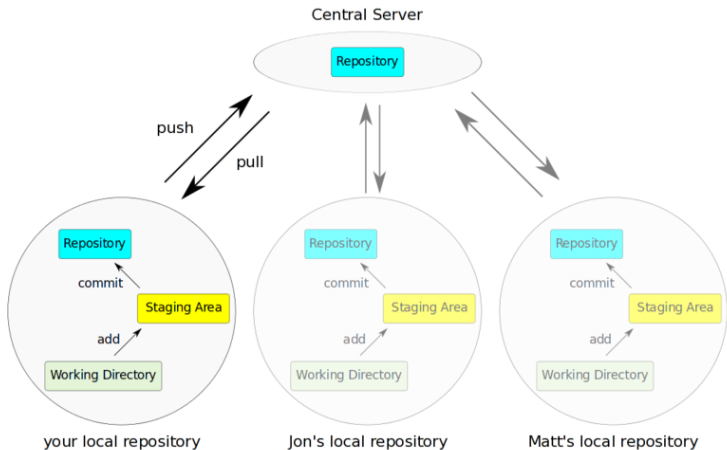 Central Server
Repository
push
pull
Repository
commit
Staging Area
add
Working Directory
your local repository
Repository
commit
Staging Area
add
Working Directory
Jon's local repository
Repository
commit
Staging Area
add
Working Directory
Matt's local repository